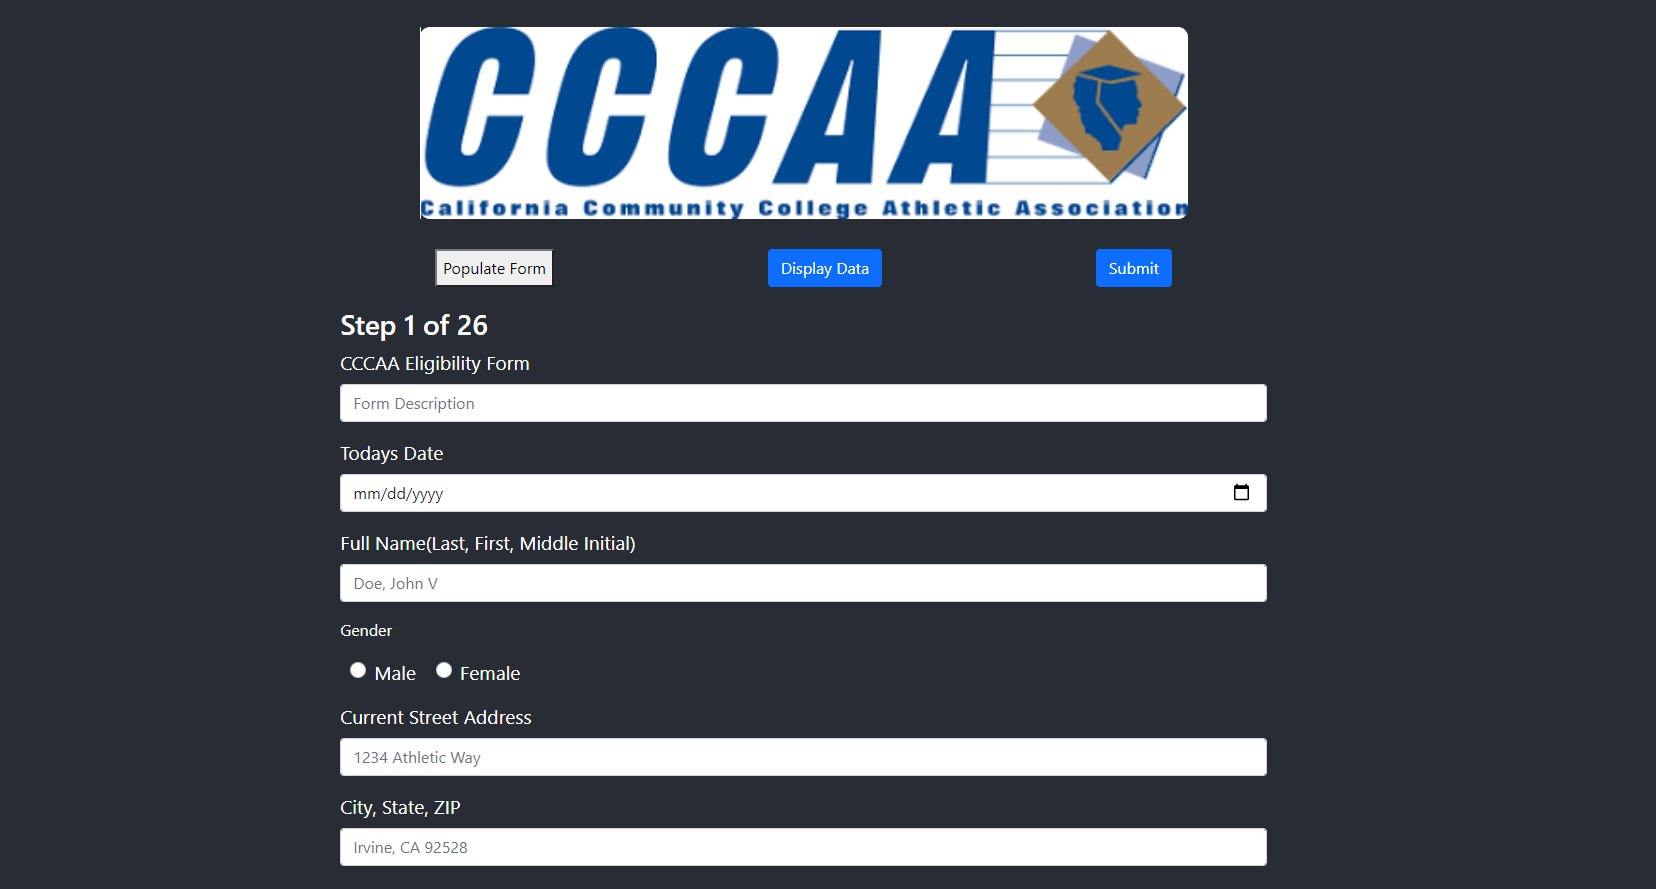 CCCAA
California Community College Athletic Association
Populate Form
Display Data
Submit
Step 1 of 26
CCCAA Eligibility Form
Form Description
Todays Date
mm/dd/yyyy
Full Name(Last, First, Middle Initial)
Doe, John V
Gender
Male Female
Current Street Address
1234 Athletic Way
City, State, ZIP
Irvine, CA 92528